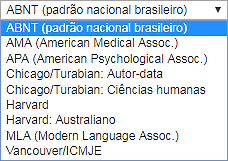 ABNT (padrão nacional brasileiro)
ABNT (padrão nacional brasileiro)
AMA (American Medical Assoc.)
APA (American Psychological Assoc.)
Chicago/Turabian: Autor-data
Chicago/Turabian: Ciências humanas
Harvard
Harvard: Australiano
MLA (Modern Language Assoc.)
Vancouver/ICMJE